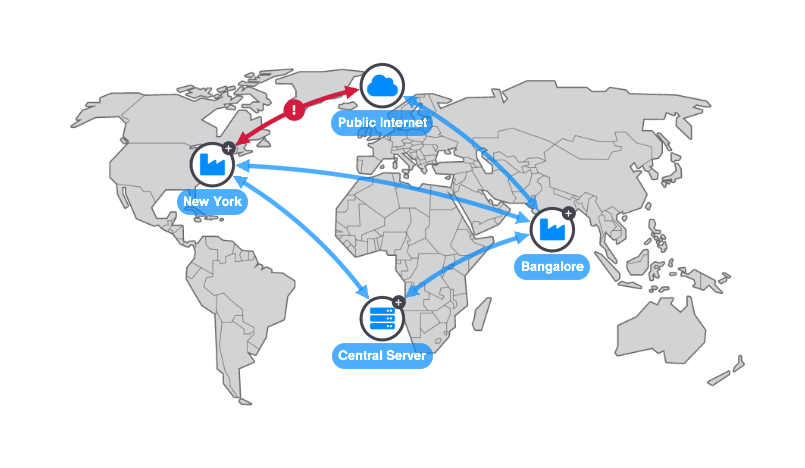 !
Public Internet
+
New York
+
Bangalore
+
Central Server